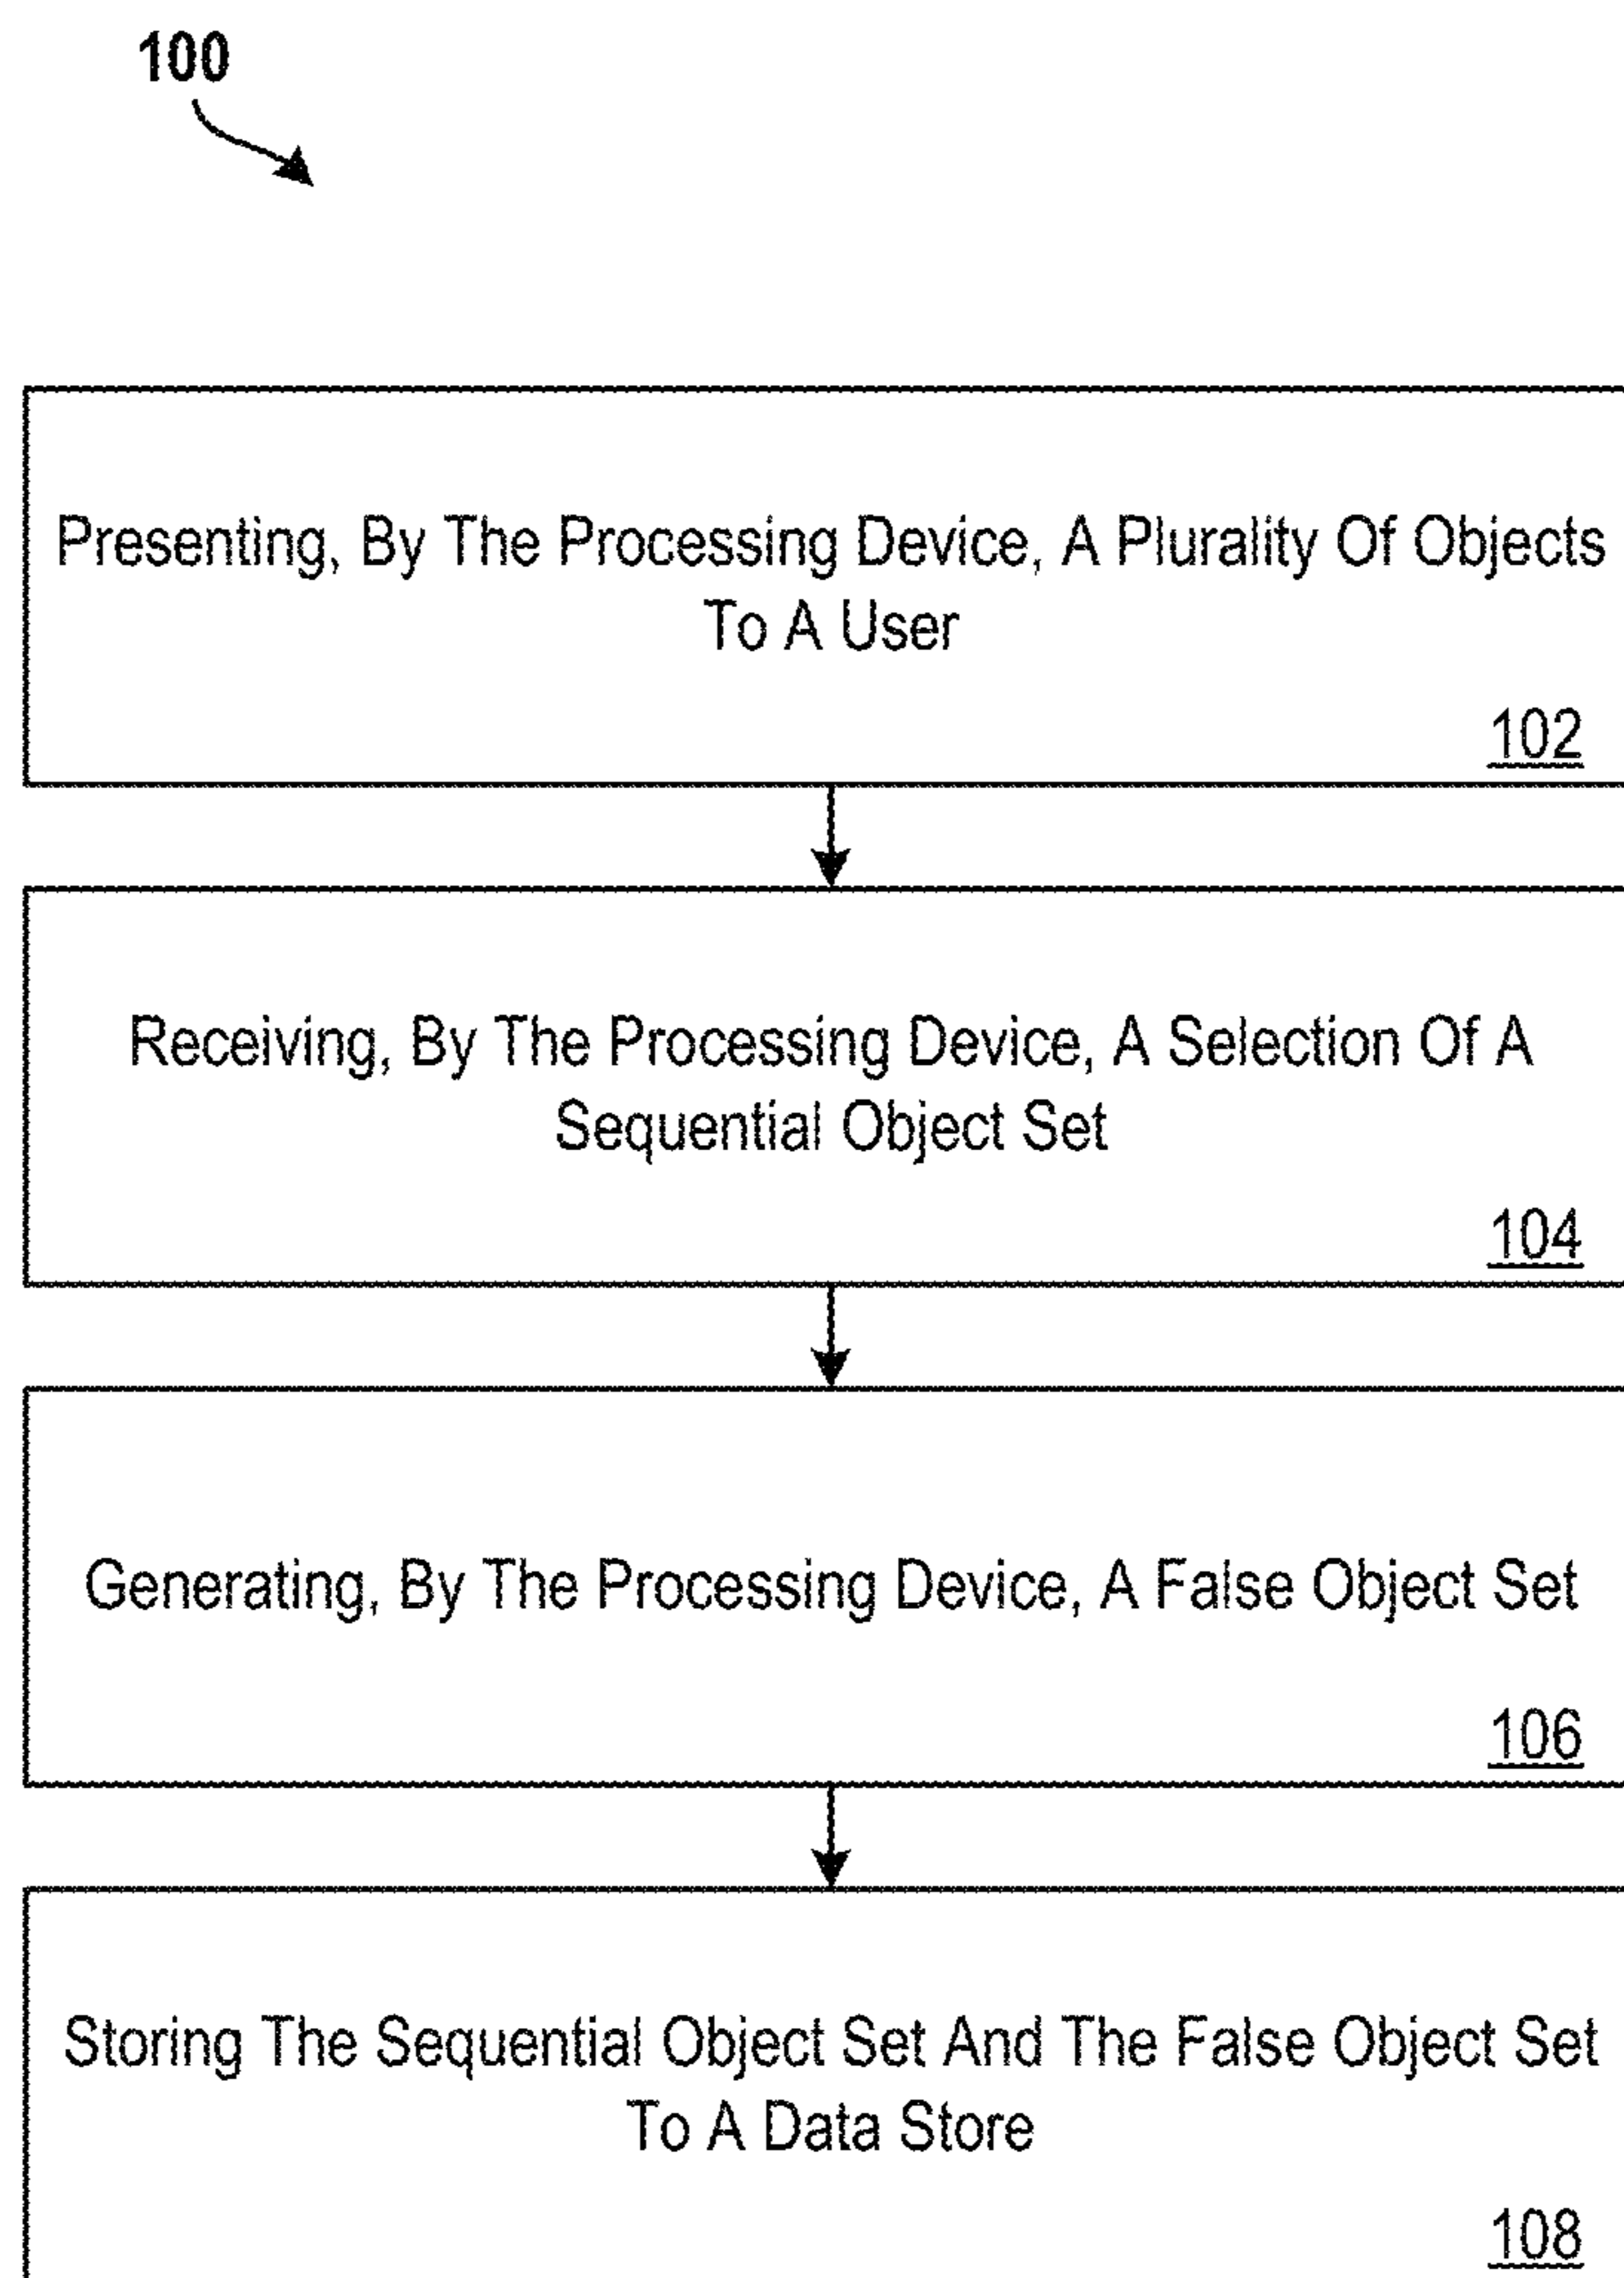 100
Presenting, By The Processing Device, A Plurality Of Objects
To A User
102
Receiving, By The Processing Device, A Selection Of A
Sequential Object Set
104
Generating, By The Processing Device, A False Object Set
106
Storing The Sequential Object Set And The False Object Set
To A Data Store
108